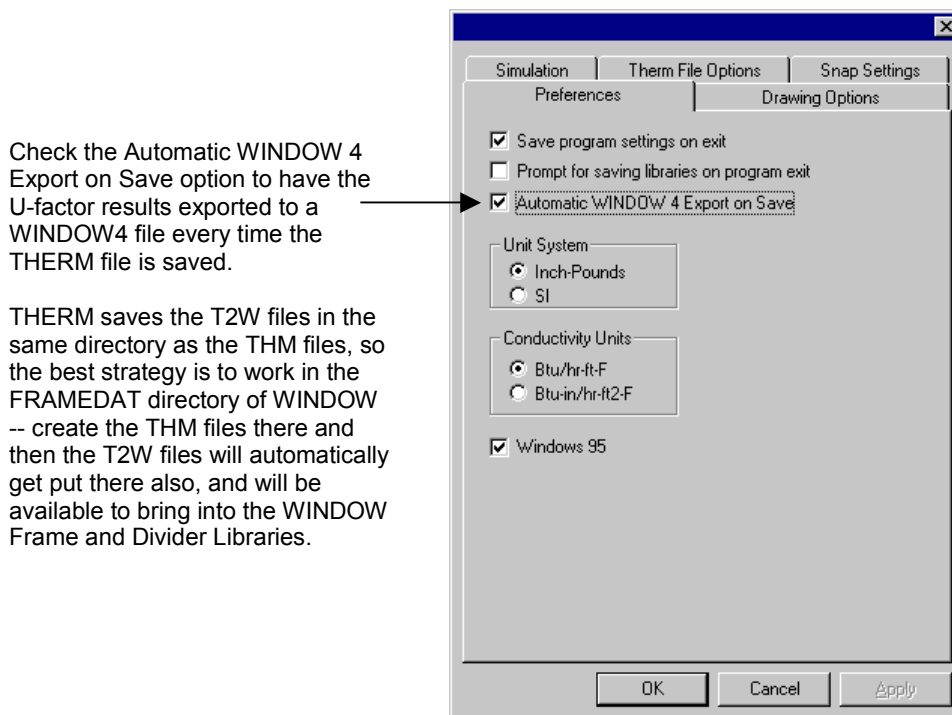 Check the Automatic WINDOW 4
Export on Save option to have the
U-factor results exported to a
WINDOW4 file every time the
THERM file is saved.
THERM saves the T2W files in the
same directory as the THM files, so
the best strategy is to work in the
FRAMEDAT directory of WINDOW
-- create the THM files there and
then the T2W files will automatically
get put there also, and will be
available to bring into the WINDOW
Frame and Divider Libraries.
Simulation Therm File Options Snap Settings
Preferences Drawing Options
Save program settings on exit
Prompt for saving libraries on program exit
Automatic WINDOW 4 Export on Save
Unit System
Inch-Pounds
SI
Conductivity Units
Btu/hr-ft-F
Btu-in/hr-ft2-F
Windows 95
OK Cancel Apply